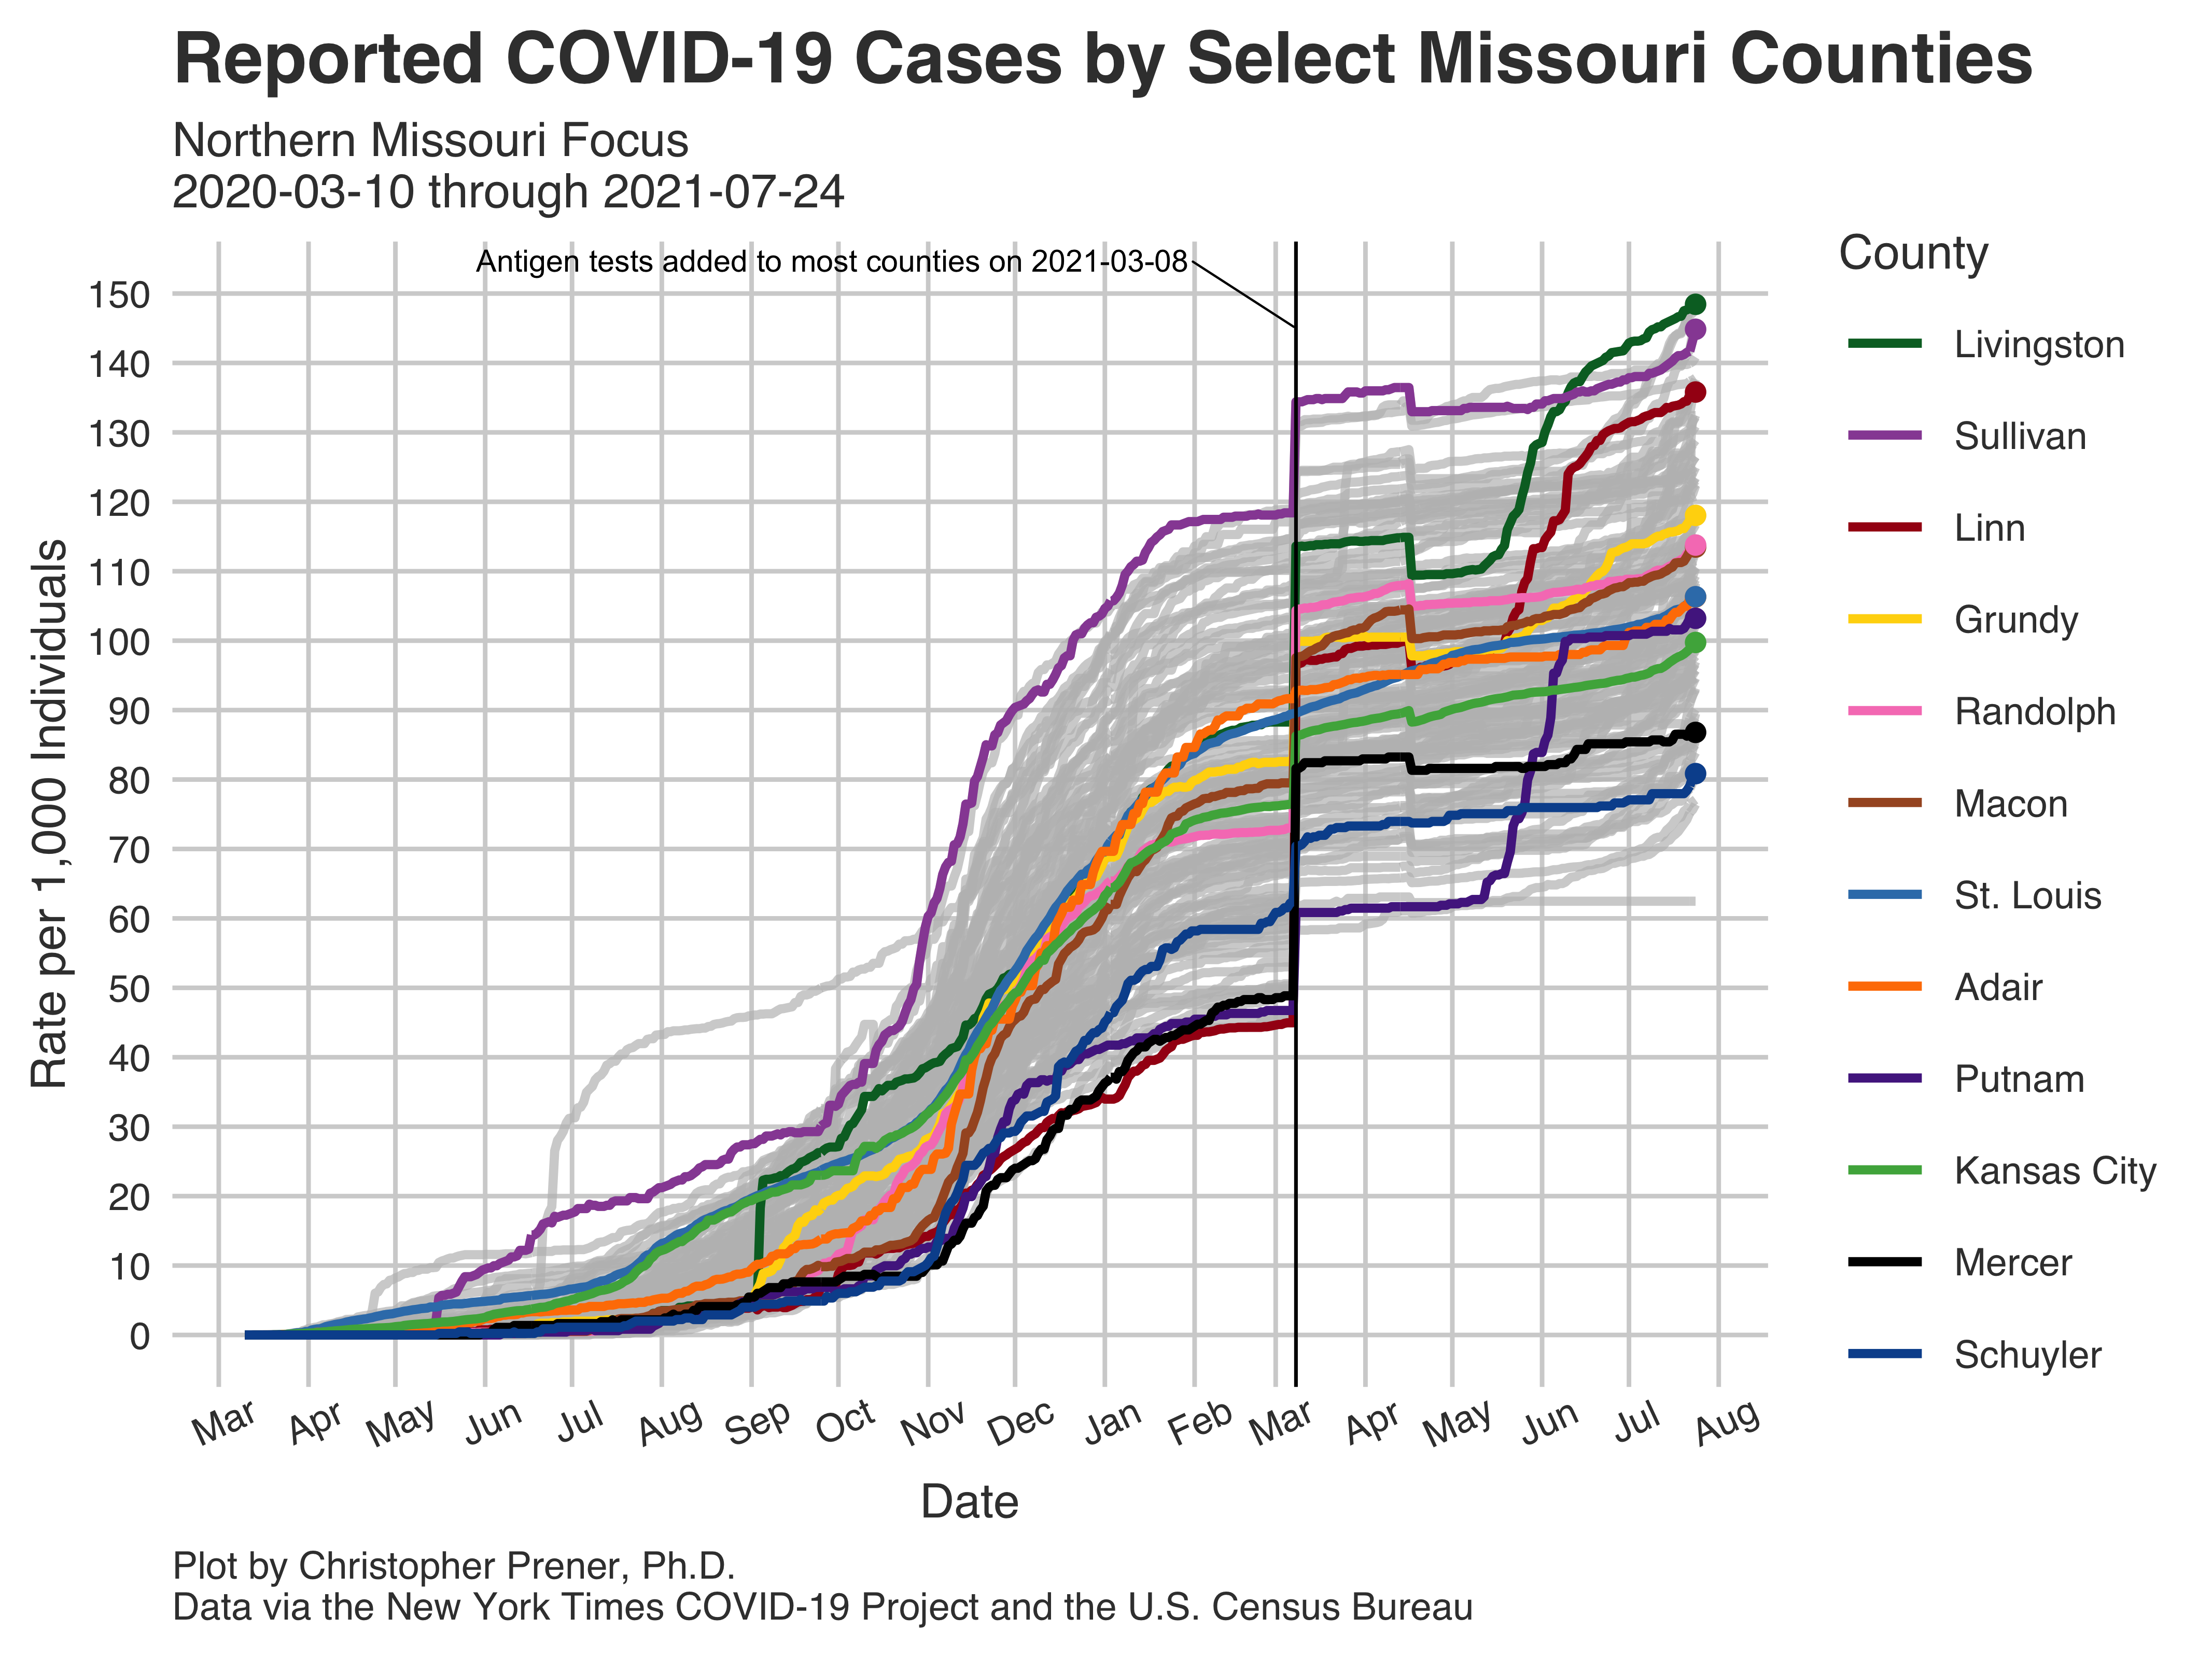 Reported COVID-19 Cases by Select Missouri Counties
Northern Missouri Focus
2020-03-10 through 2021-07-24
Antigen tests added to most counties on 2021-03-08
Rate per 1,000 Individuals
150
140
130
120
110
100
90
80
70
60
50
40
30
20
10
0
Mar Apr May Jun Jul Aug Sep Oct Nov Dec Jan Feb Mar Apr May Jun Jul Aug
Date
County
Livingston
Sullivan
Linn
Grundy
Randolph
Macon
St. Louis
Adair
Putnam
Kansas City
Mercer
Schuyler
Plot by Christopher Prener, Ph.D.
Data via the New York Times COVID-19 Project and the U.S. Census Bureau